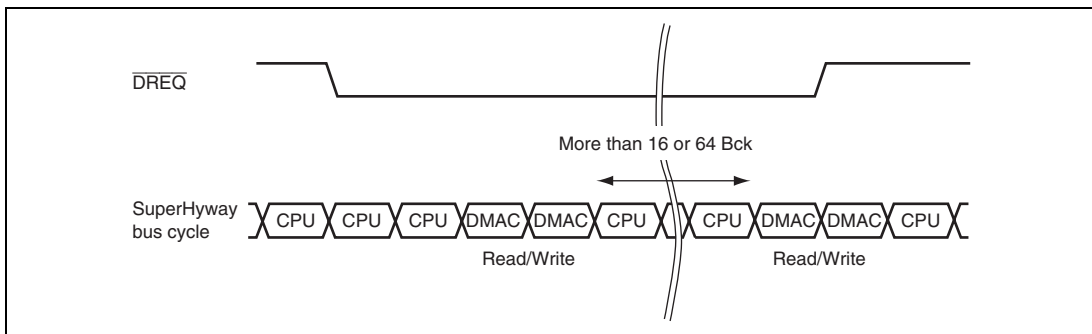 DREQ
More than 16 or 64 Bck
SuperHyway
bus cycle
CPU CPU CPU DMAC DMAC CPU CPU DMAC DMAC CPU
Read/Write Read/Write